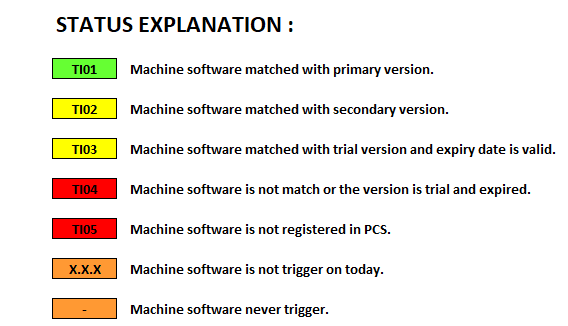 STATUS EXPLANATION :
TI01 Machine software matched with primary version.
TI02 Machine software matched with secondary version.
TI03 Machine software matched with trial version and expiry date is valid.
TI04 Machine software is not match or the version is trial and expired.
TI05 Machine software is not registered in PCS.
X.X.X Machine software is not trigger on today.
- Machine software never trigger.